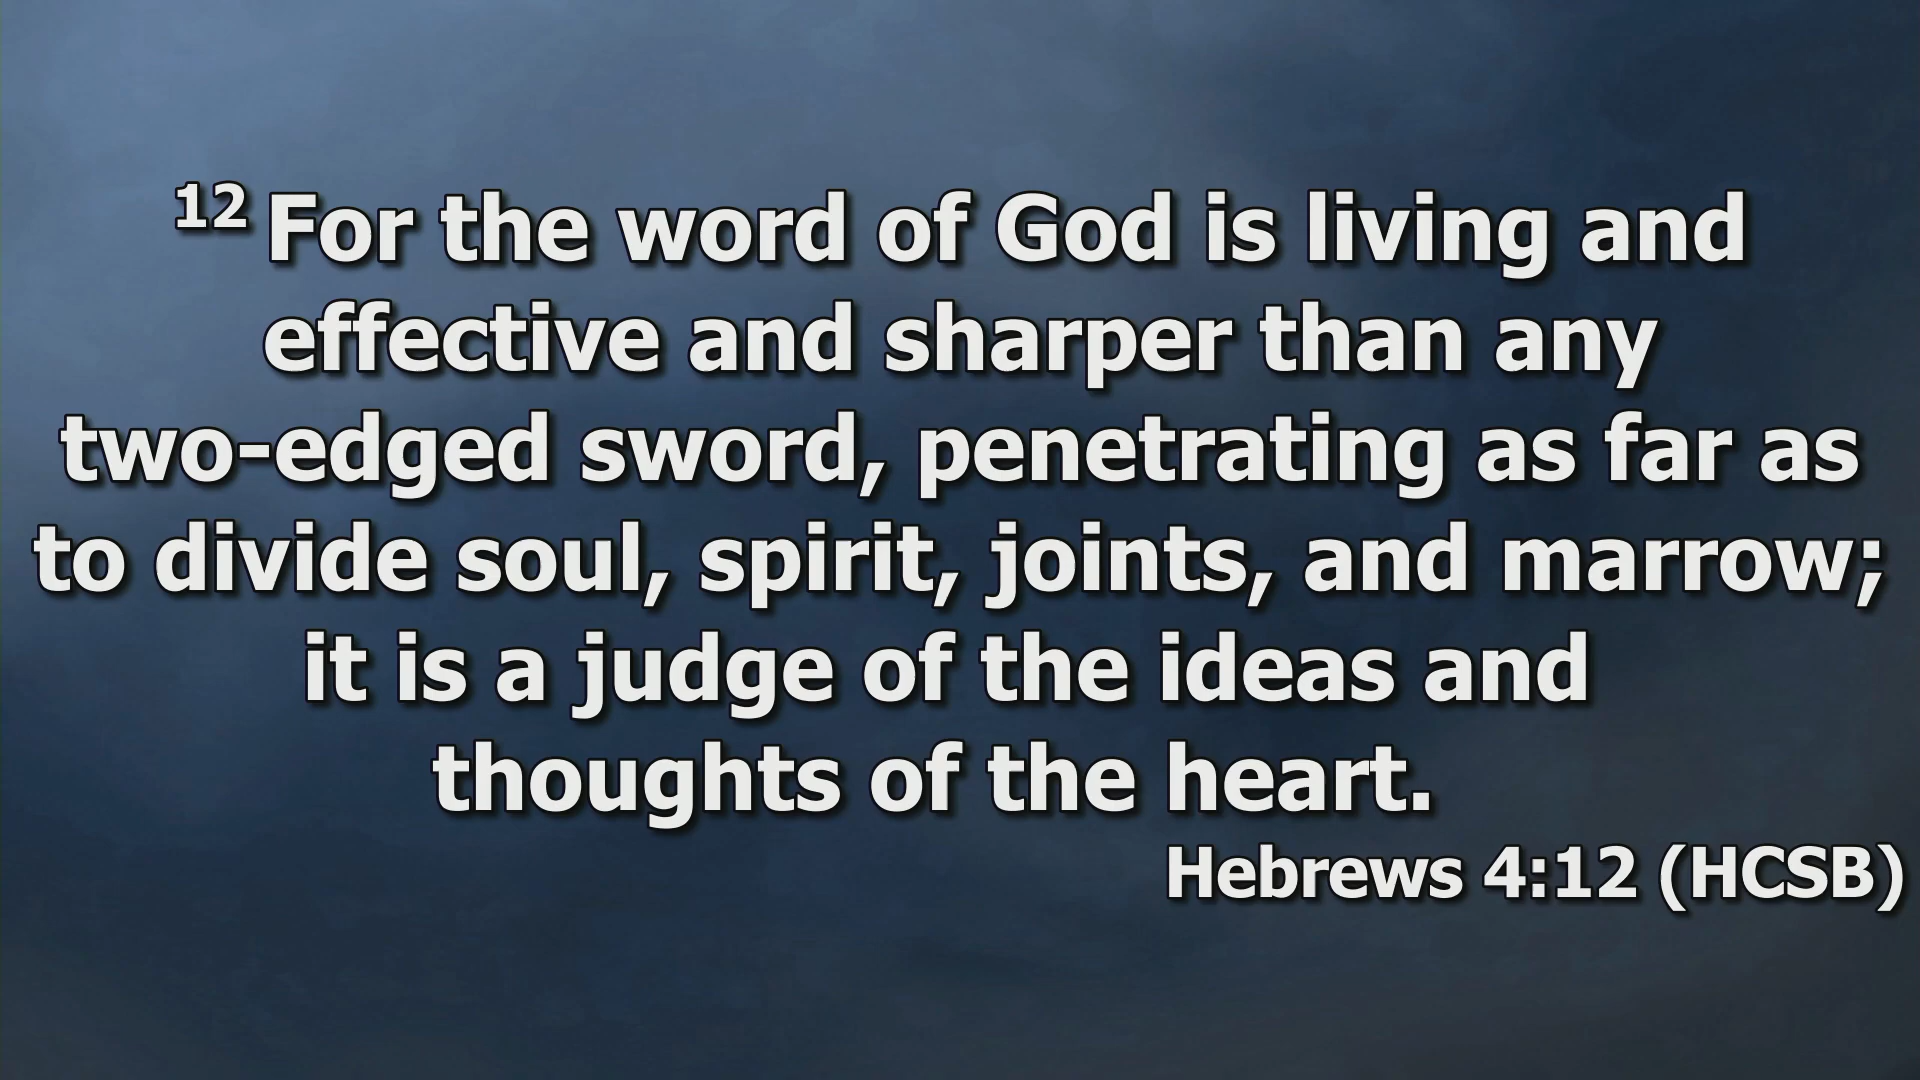 12 For the word of God is living and
effective and sharper than any
two-edged sword, penetrating as far as
to divide soul, spirit, joints, and marrow;
it is a judge of the ideas and
thoughts of the heart.
Hebrews 4:12 (HCSB)